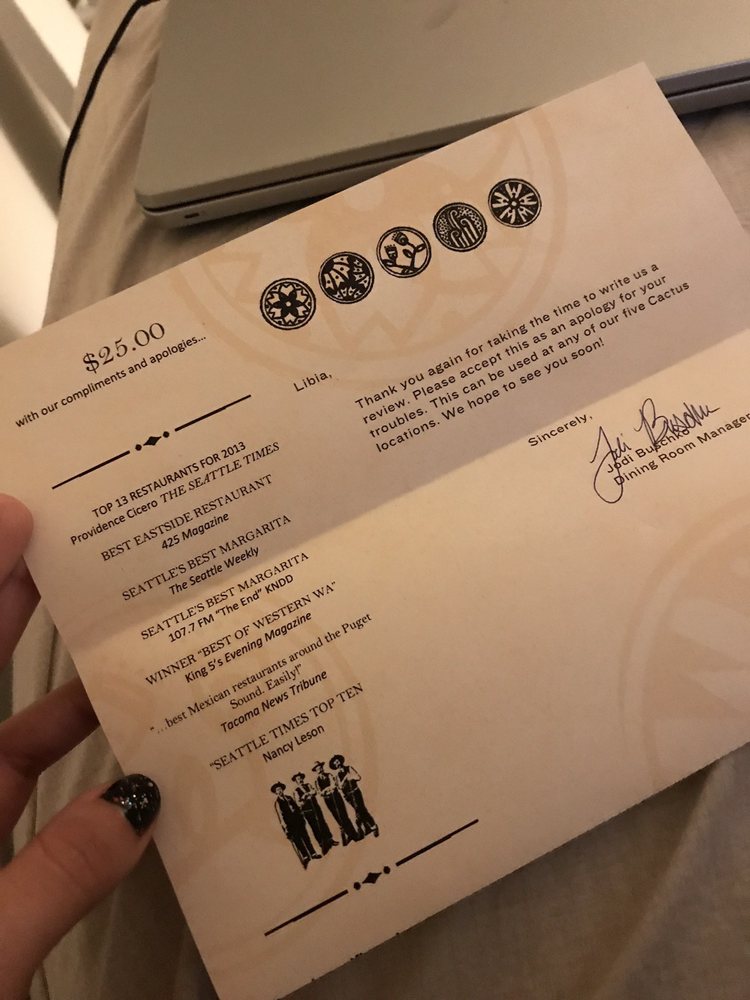 $25.00
with our compliments and apologies...
TOP 13 RESTAURANTS FOR 2013
Providence Cicero THE SEATTLE TIMES
BEST EASTSIDE RESTAURANT
425 Magazine
SEATTLE'S BEST MARGARITA
The Seattle Weekly
SEATTLE'S BEST MARGARITA
107.7 FM "The End" KNDD
WINNER "BEST OF WESTERN WA"
King 5's Evening Magazine
"...best Mexican restaurants around the Puget
Sound. Easily!"
Tacoma News Tribune
"SEATTLE TIMES TOP TEN
Nancy Leson
Libia,
Thank you again for taking the time to write us a
review. Please accept this as an apology for your
troubles. This can be used at any of our five Cactus
locations. We hope to see you soon!
Sincerely,
Jodi Buschko
Jodi Buschko
Dining Room Manager